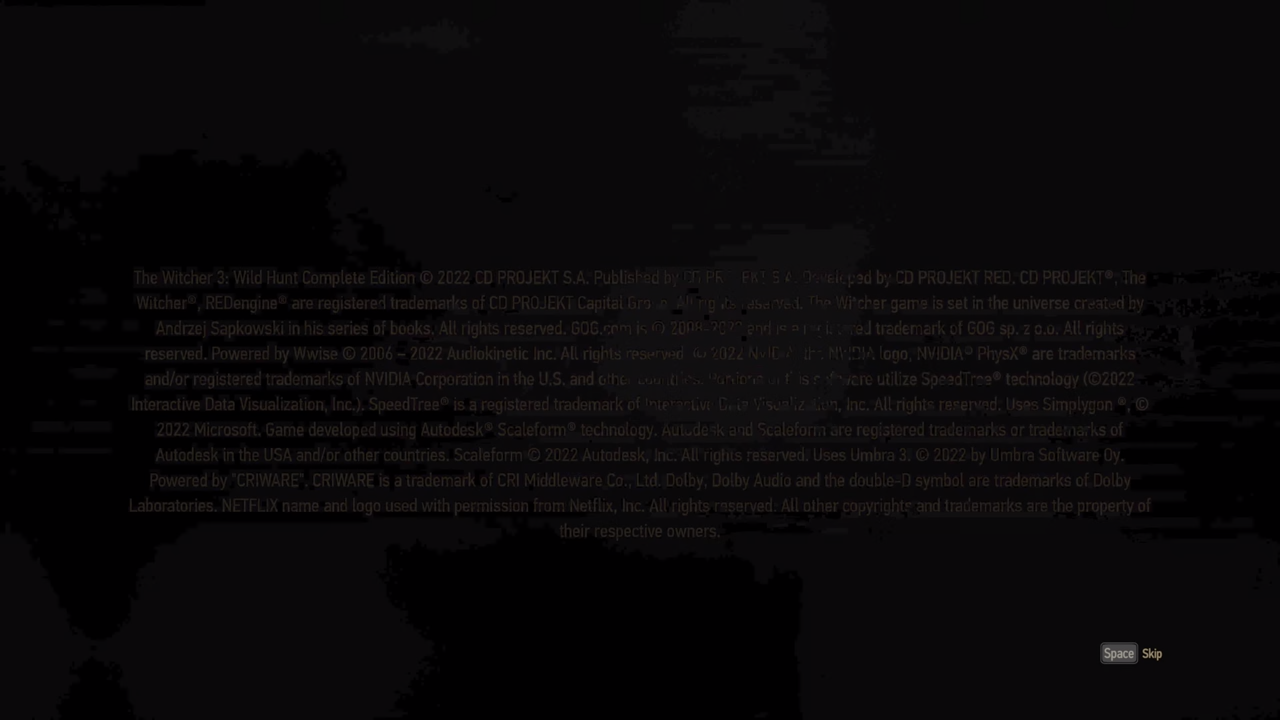 The Witcher 3: Wild Hunt Complete Edition © 2022 CD PROJEKT S.A. Published by CD PROJEKT S.A. Developed by CD PROJEKT RED. CD PROJEKT®, The
Witcher®, REDengine® are registered trademarks of CD PROJEKT Capital Group. All rights reserved. The Witcher game is set in the universe created by
Andrzej Sapkowski in his series of books. All rights reserved. GOG.com is © 2008-2022 and is a registered trademark of GOG sp. z o.o. All rights
reserved. Powered by Wwise © 2006 – 2022 Audiokinetic Inc. All rights reserved. © 2022 NVIDIA, the NVIDIA logo, NVIDIA® PhysX® are trademarks
and/or registered trademarks of NVIDIA Corporation in the U.S. and other countries. Portions of this software utilize SpeedTree® technology (©2022
Interactive Data Visualization, Inc.). SpeedTree® is a registered trademark of Interactive Data Visualization, Inc. All rights reserved. Uses Simplygon ®, ©
2022 Microsoft. Game developed using Autodesk® Scaleform® technology. Autodesk and Scaleform are registered trademarks or trademarks of
Autodesk in the USA and/or other countries. Scaleform © 2022 Autodesk, Inc. All rights reserved. Uses Umbra 3. © 2022 by Umbra Software Oy.
Powered by "CRIWARE". CRIWARE is a trademark of CRI Middleware Co., Ltd. Dolby, Dolby Audio and the double-D symbol are trademarks of Dolby
Laboratories. NETFLIX name and logo used with permission from Netflix, Inc. All rights reserved. All other copyrights and trademarks are the property of
their respective owners.
Space Skip